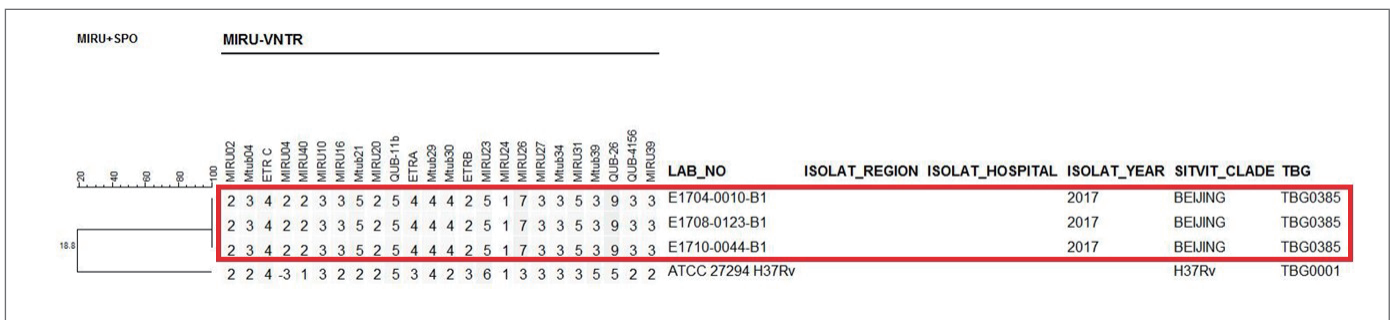 MIRU+SPO MIRU-VNTR
20 40 60 80 100 MIRU02 Mtub04 ETR C MIRU04 MIRU40 MIRU10 MIRU16 Mtub21 MIRU20 QUB-11b ETRA Mtub29 Mtub30 ETRB MIRU23 MIRU24 MIRU26 MIRU27 Mtub34 MIRU31 Mtub39 QUB-26 QUB-4156 MIRU39 LAB_NO ISOLAT_REGION ISOLAT_HOSPITAL ISOLAT_YEAR SITVIT_CLADE TBG
2 3 4 2 2 3 3 5 2 5 4 4 4 2 5 1 7 3 3 5 3 9 3 3 E1704-0010-B1 2017 BEIJING TBG0385
2 3 4 2 2 3 3 5 2 5 4 4 4 2 5 1 7 3 3 5 3 9 3 3 E1708-0123-B1 2017 BEIJING TBG0385
18.8 2 3 4 2 2 3 3 5 2 5 4 4 4 2 5 1 7 3 3 5 3 9 3 3 E1710-0044-B1 2017 BEIJING TBG0385
2 2 4 -3 1 3 2 2 2 5 3 4 2 3 6 1 3 3 3 3 5 5 2 2 ATCC 27294 H37Rv H37Rv TBG0001